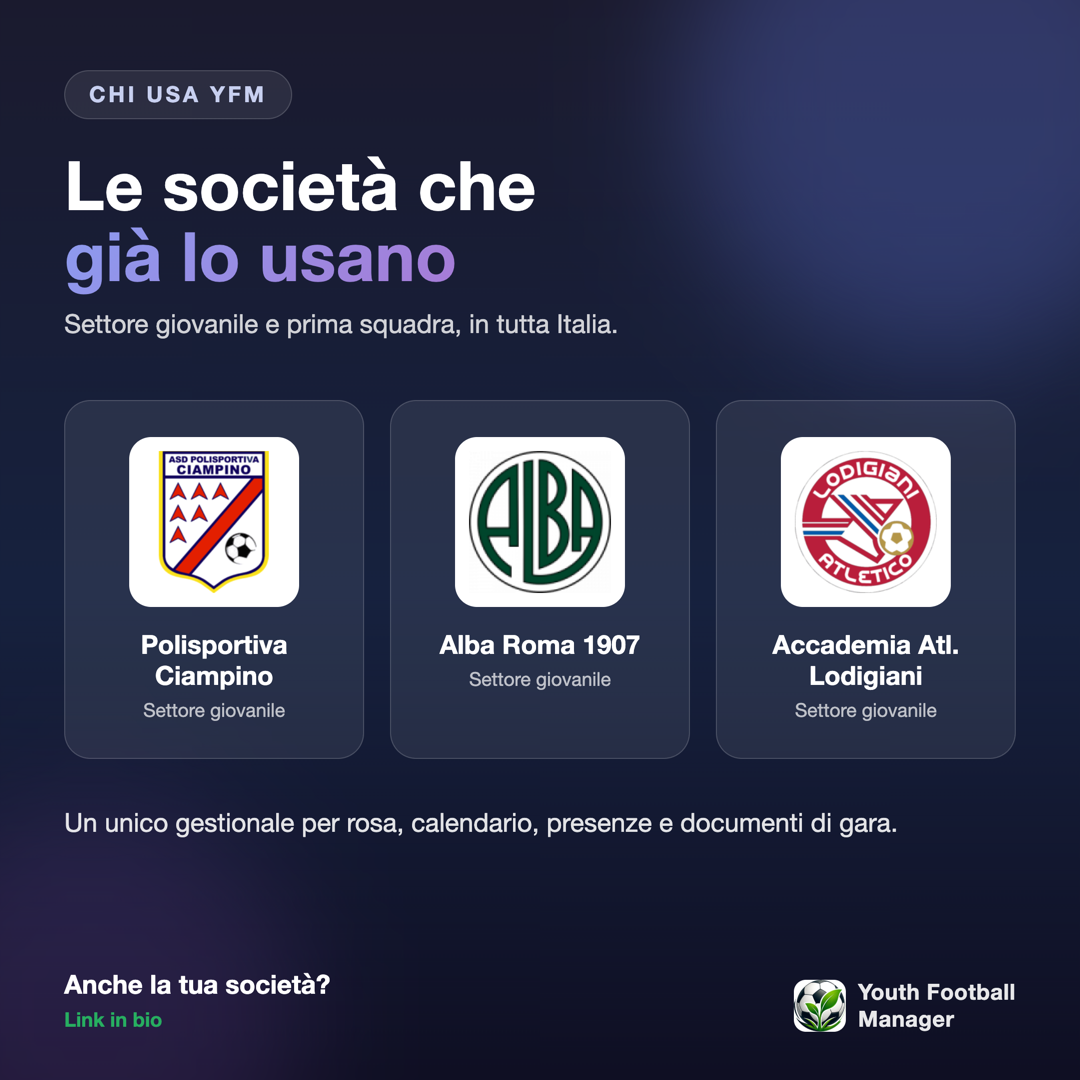 CHI USA YFM
Le società che
già lo usano
Settore giovanile e prima squadra, in tutta Italia.
ASD POLISPORTIVA
CIAMPINO
Polisportiva
Ciampino
Settore giovanile
ALBA
Alba Roma 1907
Settore giovanile
LODIGIANI
ATLETICO
Accademia Atl.
Lodigiani
Settore giovanile
Un unico gestionale per rosa, calendario, presenze e documenti di gara.
Anche la tua società?
Link in bio
Youth Football
Manager